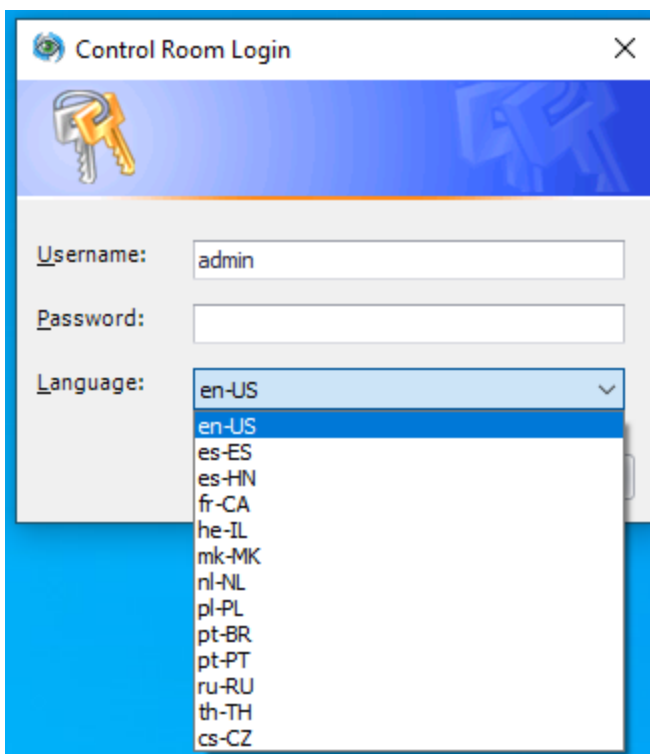 Control Room Login
Username:
admin
Password:
Language:
en-US
en-US
es-ES
es-HN
fr-CA
he-IL
mk-MK
nl-NL
pl-PL
pt-BR
pt-PT
ru-RU
th-TH
cs-CZ